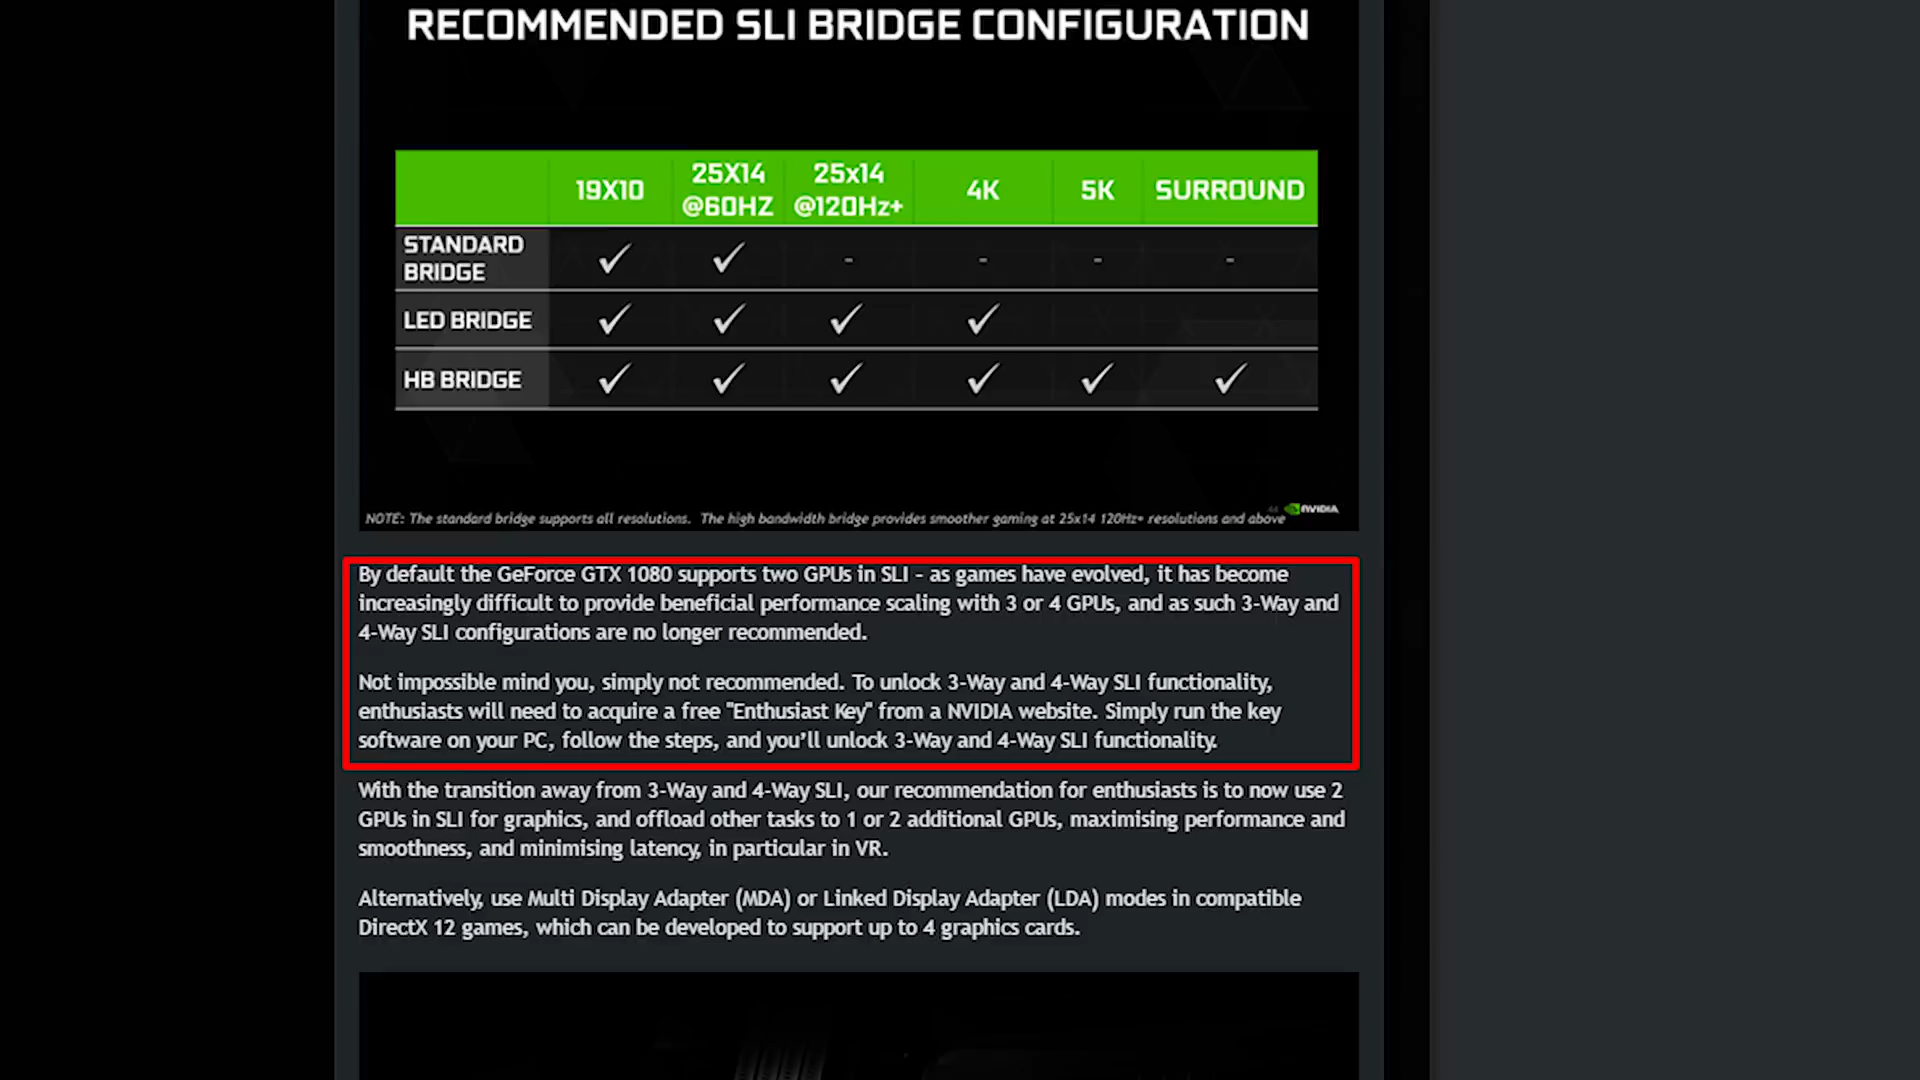 RECOMMENDED SLI BRIDGE CONFIGURATION
19X10 25X14 @60HZ 25x14 @120Hz+ 4K 5K SURROUND
STANDARD BRIDGE ✓ ✓ - - - -
LED BRIDGE ✓ ✓ ✓ ✓
HB BRIDGE ✓ ✓ ✓ ✓ ✓ ✓
NOTE: The standard bridge supports all resolutions. The high bandwidth bridge provides smoother gaming at 25x14 120Hz+ resolutions and above
NVIDIA
By default the GeForce GTX 1080 supports two GPUs in SLI - as games have evolved, it has become
increasingly difficult to provide beneficial performance scaling with 3 or 4 GPUs, and as such 3-Way and
4-Way SLI configurations are no longer recommended.
Not impossible mind you, simply not recommended. To unlock 3-Way and 4-Way SLI functionality,
enthusiasts will need to acquire a free "Enthusiast Key" from a NVIDIA website. Simply run the key
software on your PC, follow the steps, and you’ll unlock 3-Way and 4-Way SLI functionality.
With the transition away from 3-Way and 4-Way SLI, our recommendation for enthusiasts is to now use 2
GPUs in SLI for graphics, and offload other tasks to 1 or 2 additional GPUs, maximising performance and
smoothness, and minimising latency, in particular in VR.
Alternatively, use Multi Display Adapter (MDA) or Linked Display Adapter (LDA) modes in compatible
DirectX 12 games, which can be developed to support up to 4 graphics cards.